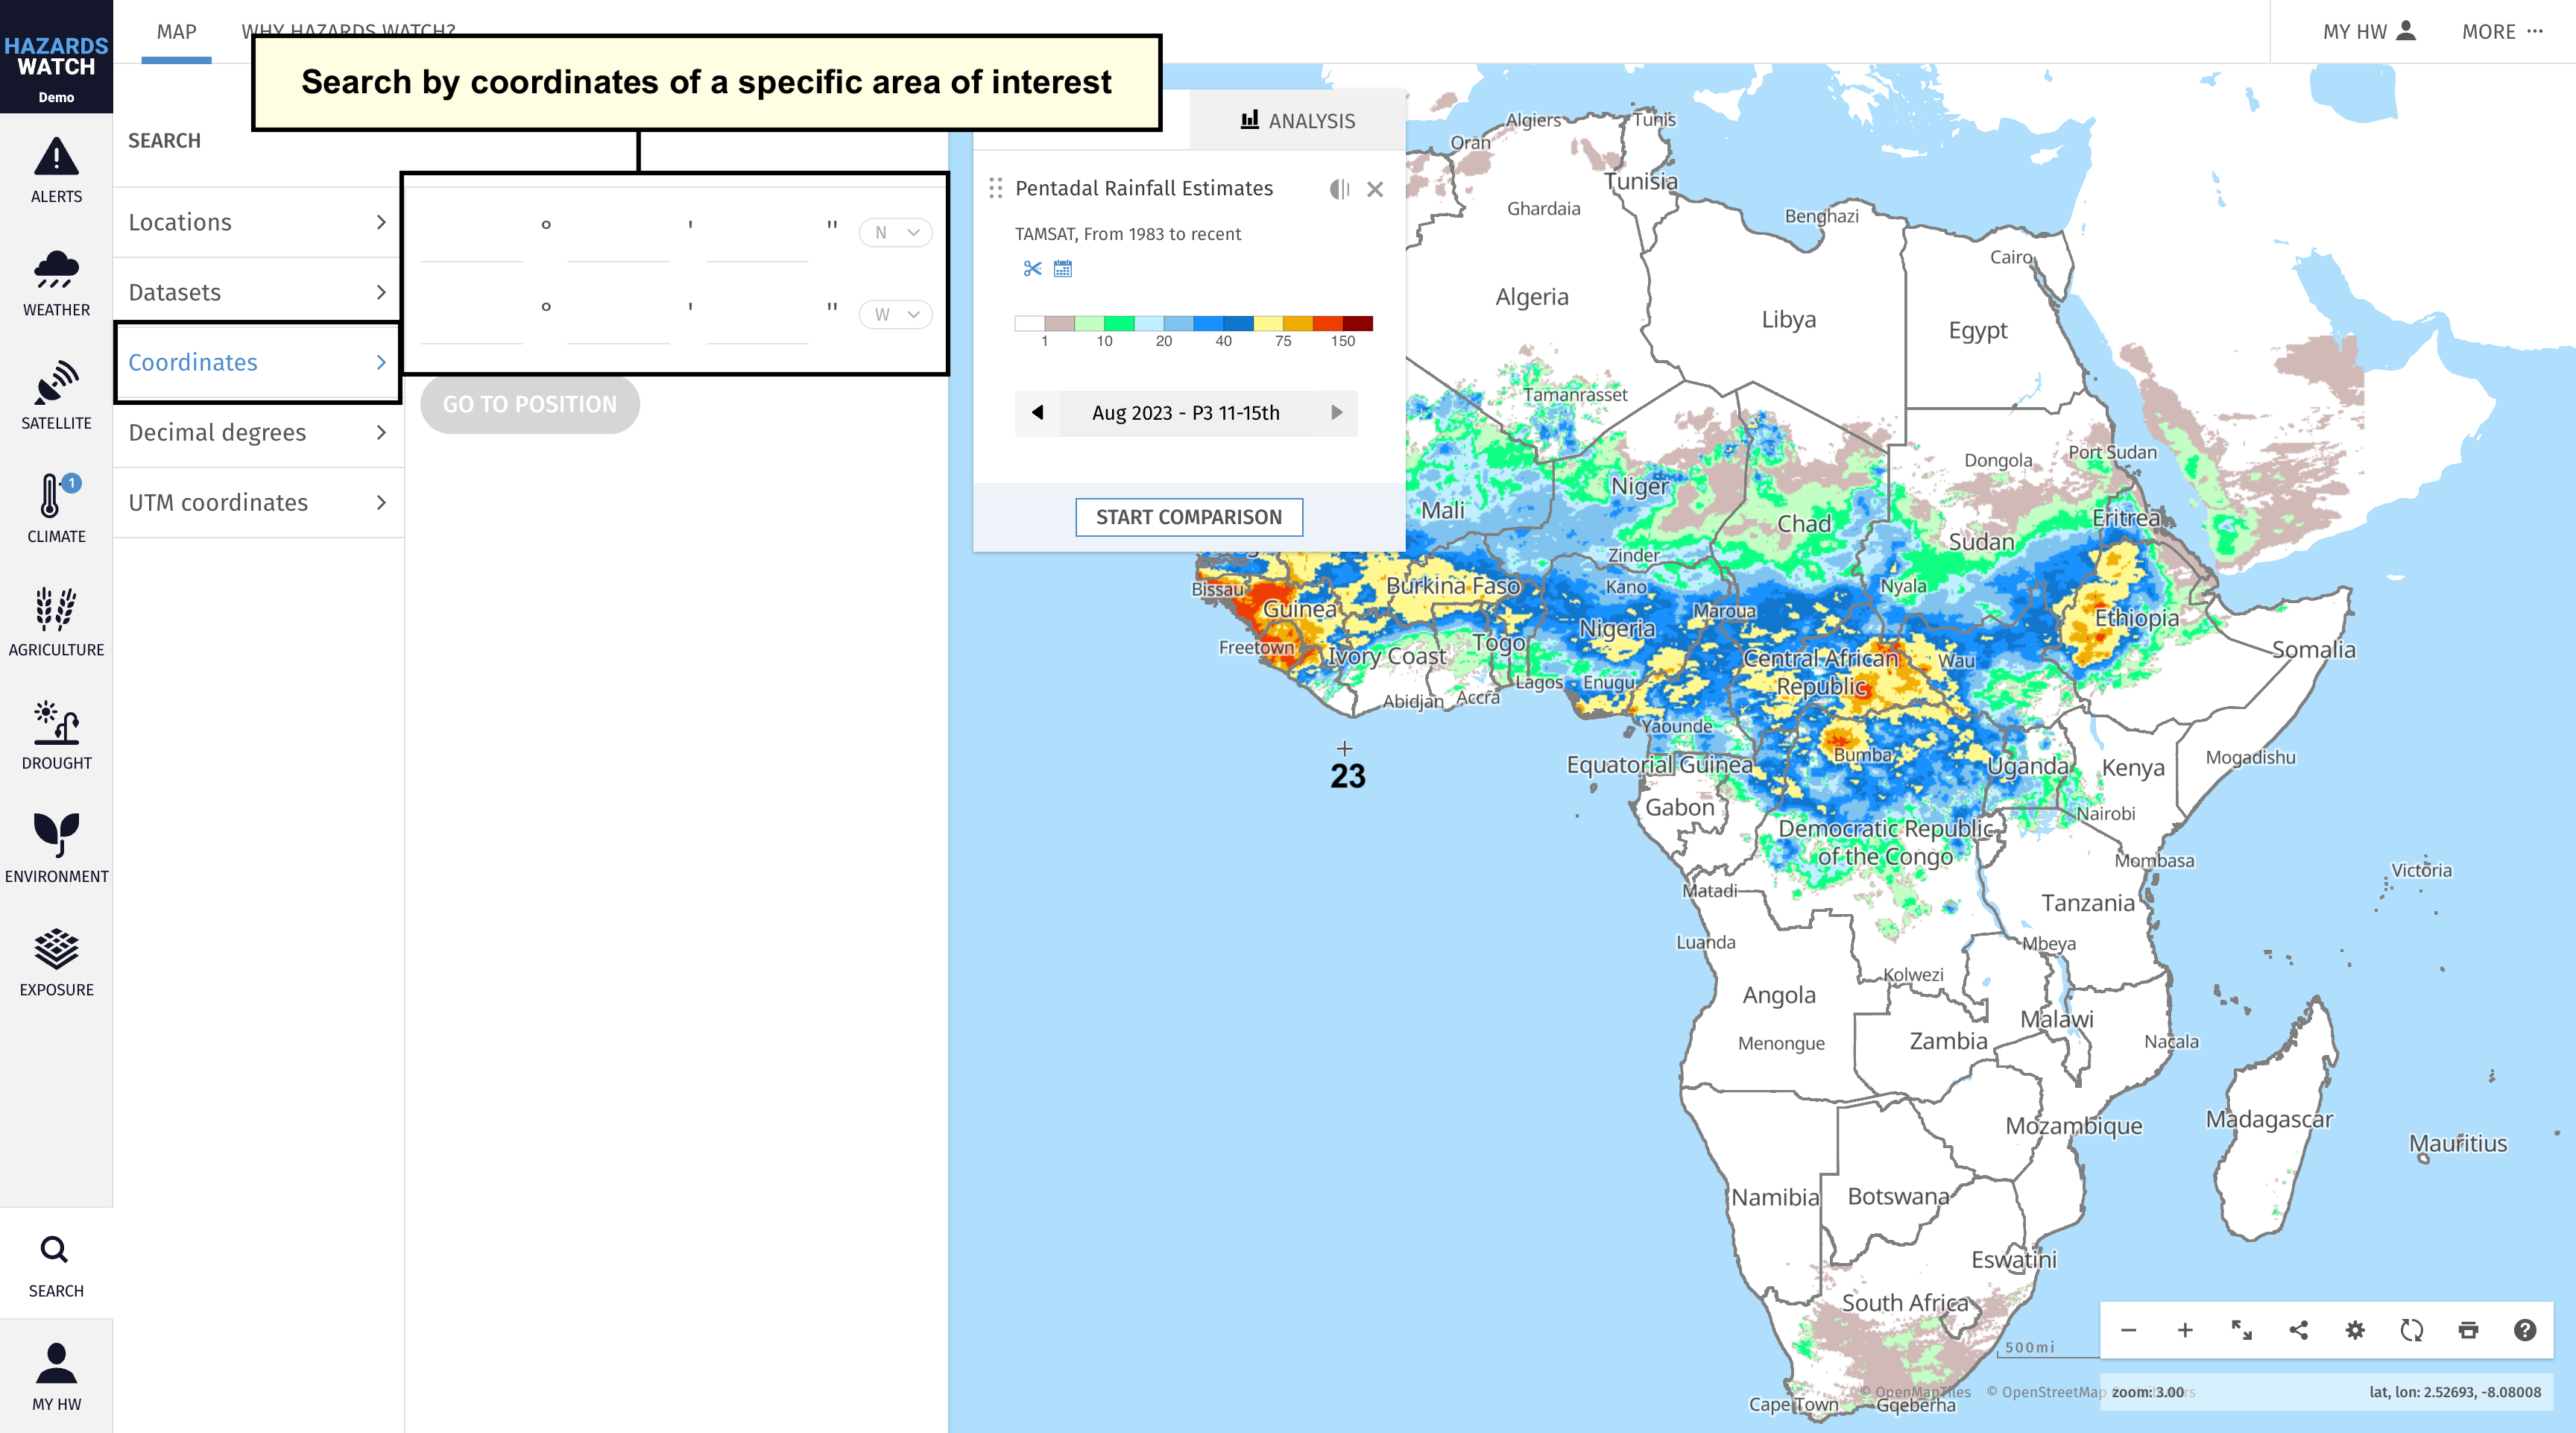 HAZARDS
WATCH
Demo
MAP
WHY HAZARDS WATCH?
MY HW
MORE
Search by coordinates of a specific area of interest
ALERTS
WEATHER
SATELLITE
CLIMATE
1
AGRICULTURE
DROUGHT
ENVIRONMENT
EXPOSURE
SEARCH
MY HW
SEARCH
Locations
Datasets
Coordinates
Decimal degrees
UTM coordinates
° ' " N
° ' " W
GO TO POSITION
ANALYSIS
Pentadal Rainfall Estimates
TAMSAT, From 1983 to recent
1 10 20 40 75 150
Aug 2023 - P3 11-15th
START COMPARISON
Algiers
Tunis
Oran
Tunisia
Ghardaia
Benghazi
Cairo
Algeria
Libya
Egypt
Tamanrasset
Dongola
Port Sudan
Niger
Mali
Chad
Eritrea
Sudan
Zinder
Bissau
Burkina Faso
Kano
Nyala
Guinea
Maroua
Ethiopia
Nigeria
Freetown
Ivory Coast
Togo
Central African
Republic
Wau
Somalia
Lagos
Enugu
Abidjan
Accra
Yaounde
23
Equatorial Guinea
Bumba
Uganda
Kenya
Mogadishu
Gabon
Nairobi
Democratic Republic
of the Congo
Mombasa
Victoria
Matadi
Tanzania
Luanda
Mbeya
Kolwezi
Angola
Malawi
Menongue
Zambia
Nacala
Mozambique
Madagascar
Mauritius
Namibia
Botswana
Eswatini
South Africa
500mi
Cape Town
Gqeberha
© OpenMapTiles © OpenStreetMap
zoom: 3.00
lat, lon: 2.52693, -8.08008